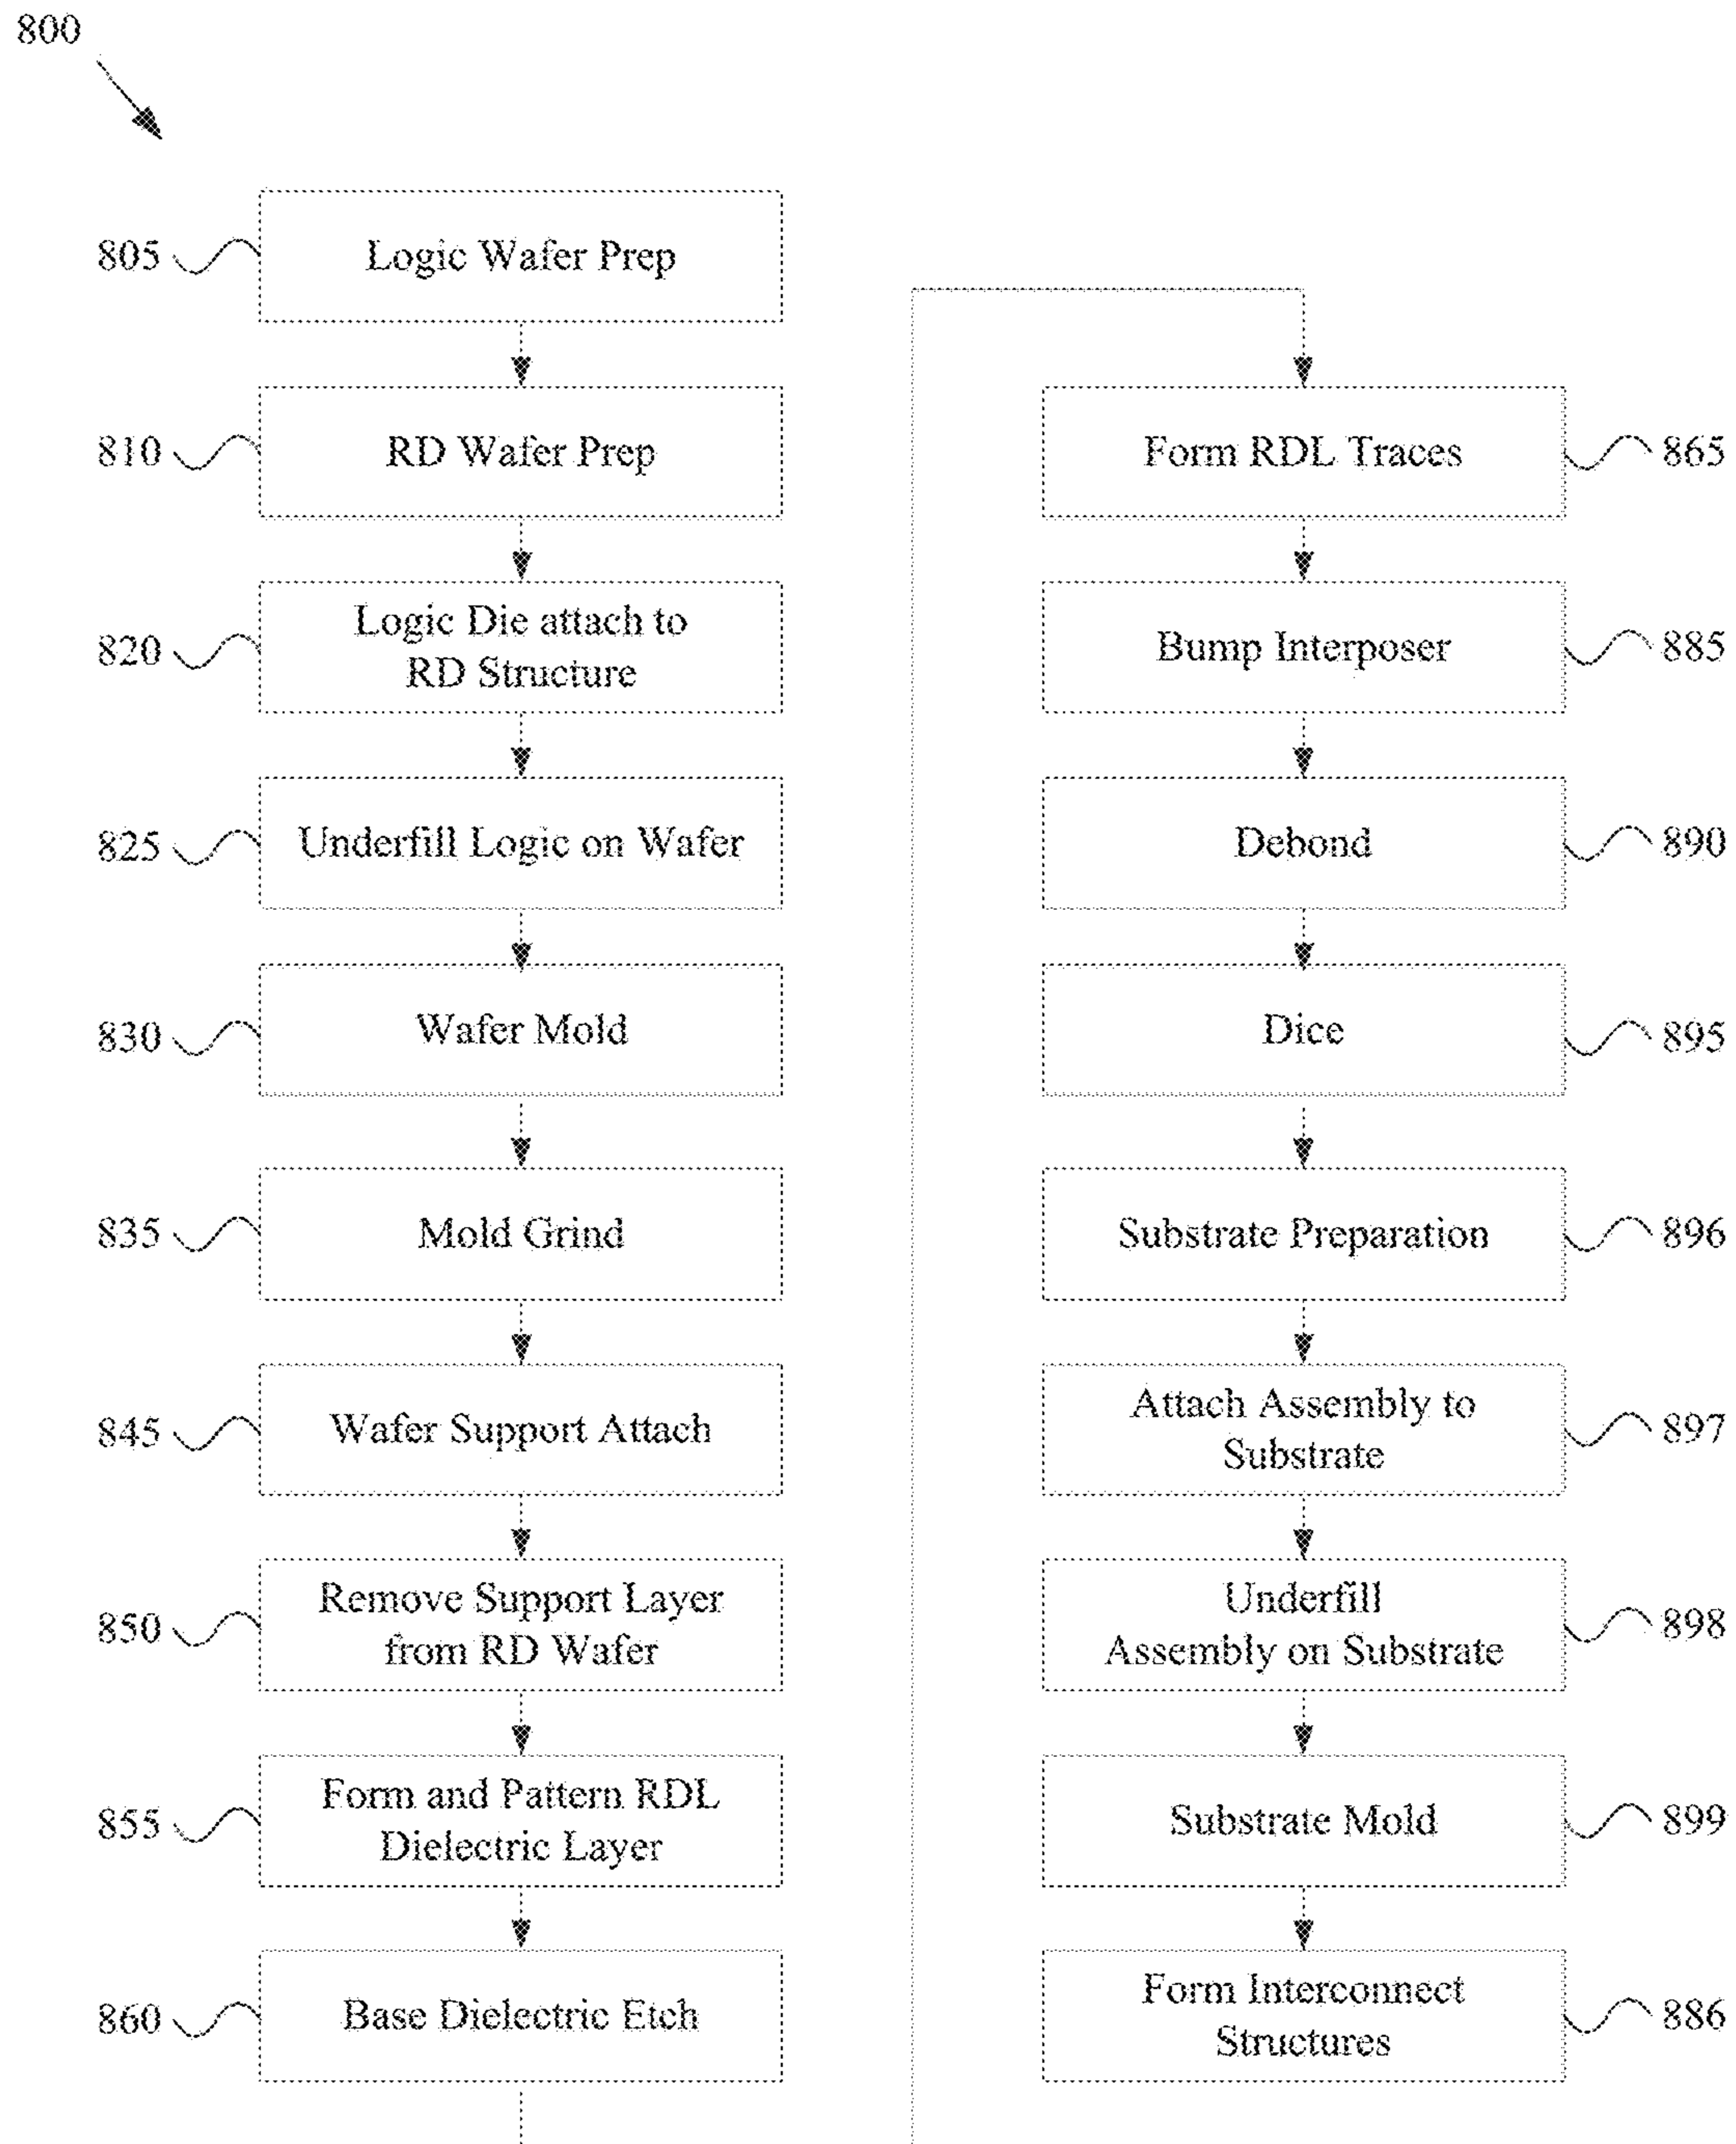 800
805
Logic Wafer Prep
810
RD Wafer Prep
820
Logic Die attach to
RD Structure
825
Underfill Logic on Wafer
830
Wafer Mold
835
Mold Grind
845
Wafer Support Attach
850
Remove Support Layer
from RD Wafer
855
Form and Pattern RDL
Dielectric Layer
860
Base Dielectric Etch
Form RDL Traces
865
Bump Interposer
885
Debond
890
Dice
895
Substrate Preparation
896
Attach Assembly to
Substrate
897
Underfill
Assembly on Substrate
898
Substrate Mold
899
Form Interconnect
Structures
886